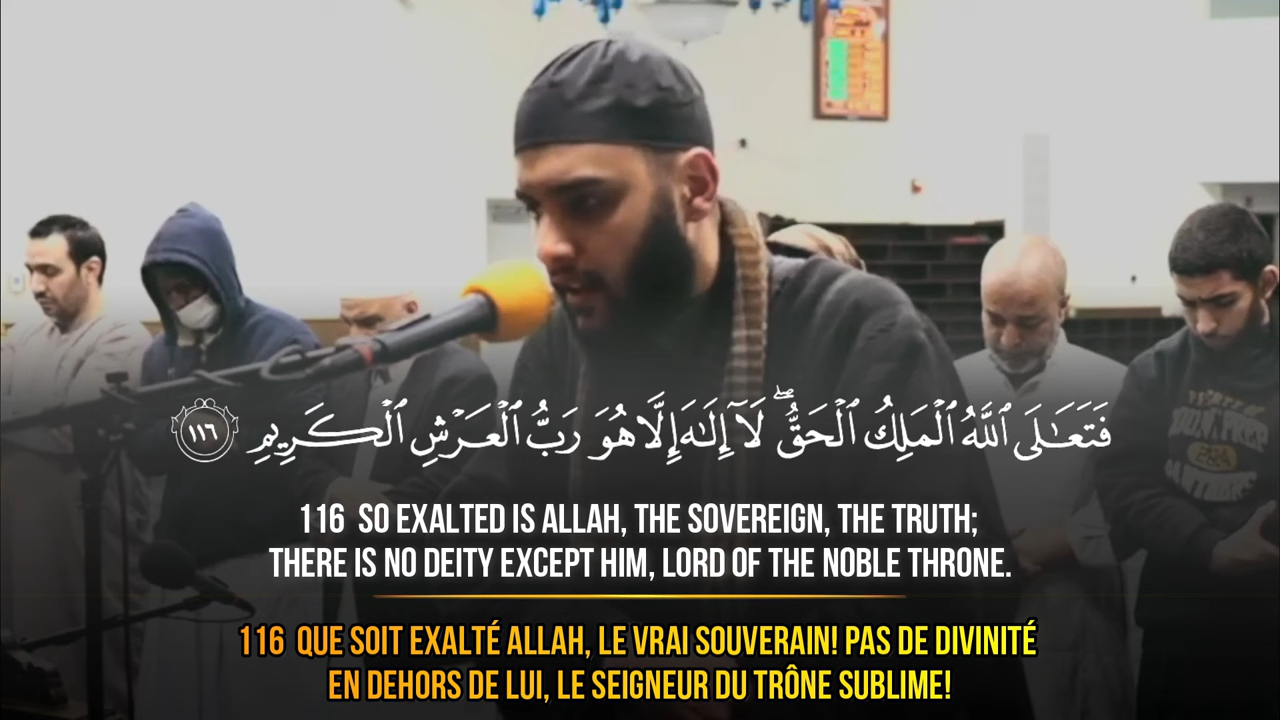 فَتَعَٰلَى ٱللَّهُ ٱلْمَلِكُ ٱلْحَقُّ ۖ لَآ إِلَٰهَ إِلَّا هُوَ رَبُّ ٱلْعَرْشِ ٱلْكَرِيمِ ١١٦
116 SO EXALTED IS ALLAH, THE SOVEREIGN, THE TRUTH;
THERE IS NO DEITY EXCEPT HIM, LORD OF THE NOBLE THRONE.
116 QUE SOIT EXALTÉ ALLAH, LE VRAI SOUVERAIN! PAS DE DIVINITÉ
EN DEHORS DE LUI, LE SEIGNEUR DU TRÔNE SUBLIME!